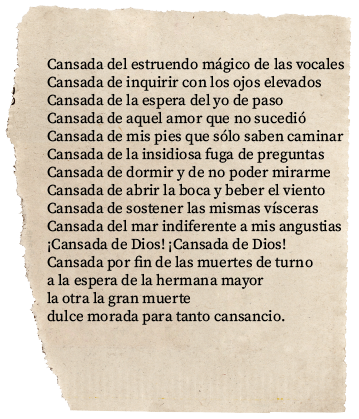 Cansada del estruendo mágico de las vocales
Cansada de inquirir con los ojos elevados
Cansada de la espera del yo de paso
Cansada de aquel amor que no sucedió
Cansada de mis pies que sólo saben caminar
Cansada de la insidiosa fuga de preguntas
Cansada de dormir y de no poder mirarme
Cansada de abrir la boca y beber el viento
Cansada de sostener las mismas vísceras
Cansada del mar indiferente a mis angustias
¡Cansada de Dios! ¡Cansada de Dios!
Cansada por fin de las muertes de turno
a la espera de la hermana mayor
la otra la gran muerte
dulce morada para tanto cansancio.